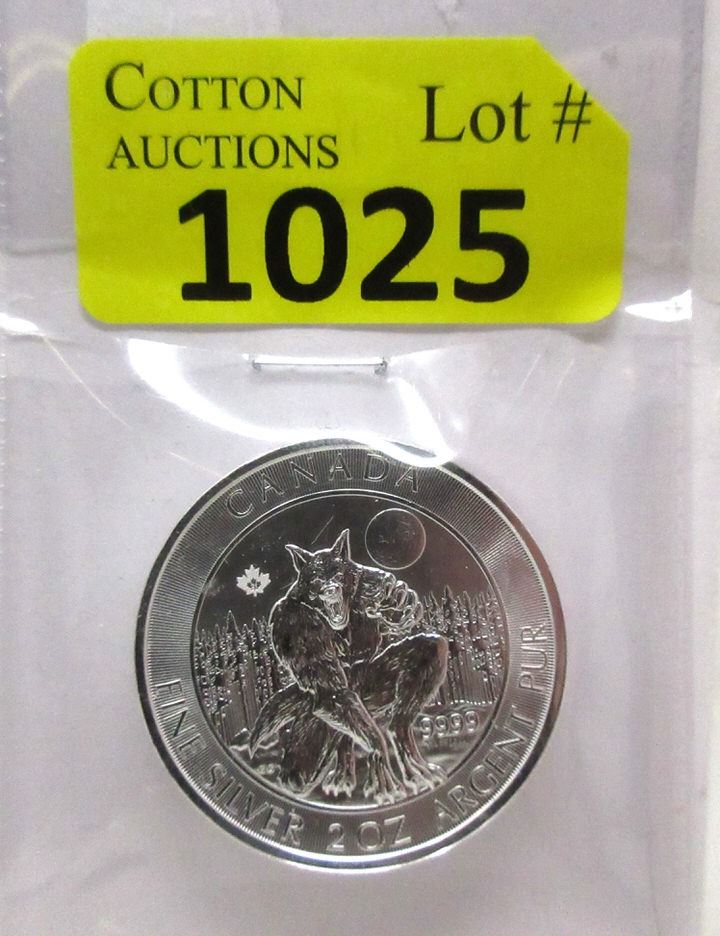 COTTON
AUCTIONS
Lot #
1025
CANADA
9999
FINE SILVER 2 OZ ARGENT PUR